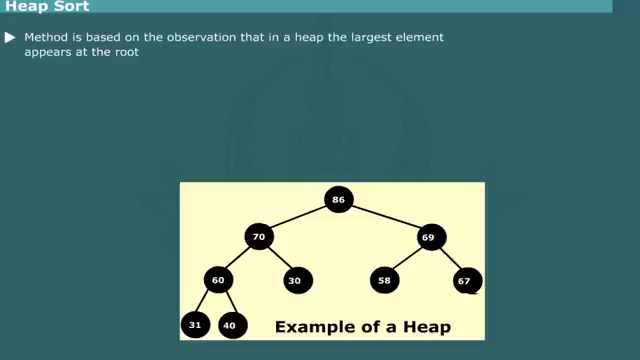 Heap Sort
Method is based on the observation that in a heap the largest element
appears at the root
86
70
69
60
30
58
67
31
40
Example of a Heap